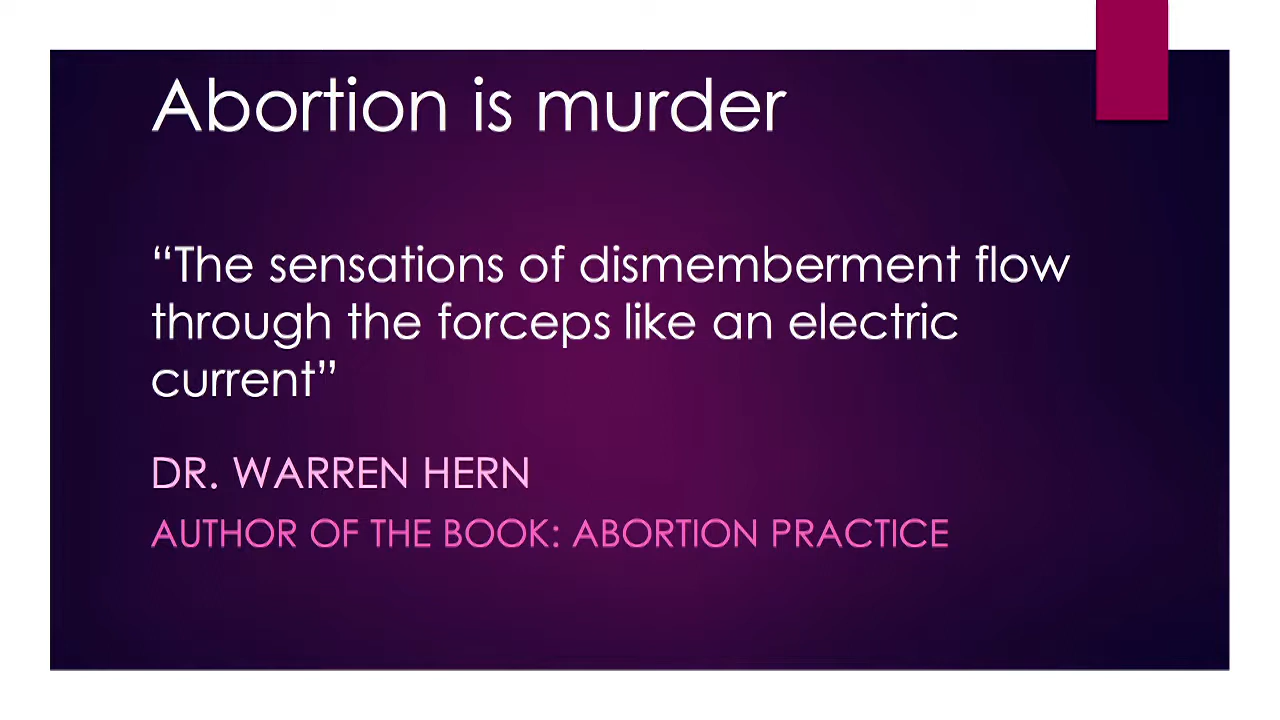 Abortion is murder
“The sensations of dismemberment flow
through the forceps like an electric
current”
DR. WARREN HERN
AUTHOR OF THE BOOK: ABORTION PRACTICE